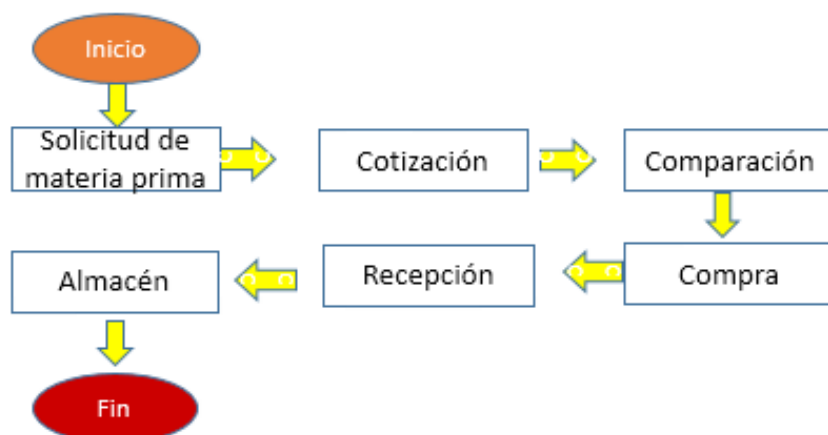 Inicio
Solicitud de
materia prima
Cotización
Comparación
Compra
Recepción
Almacén
Fin